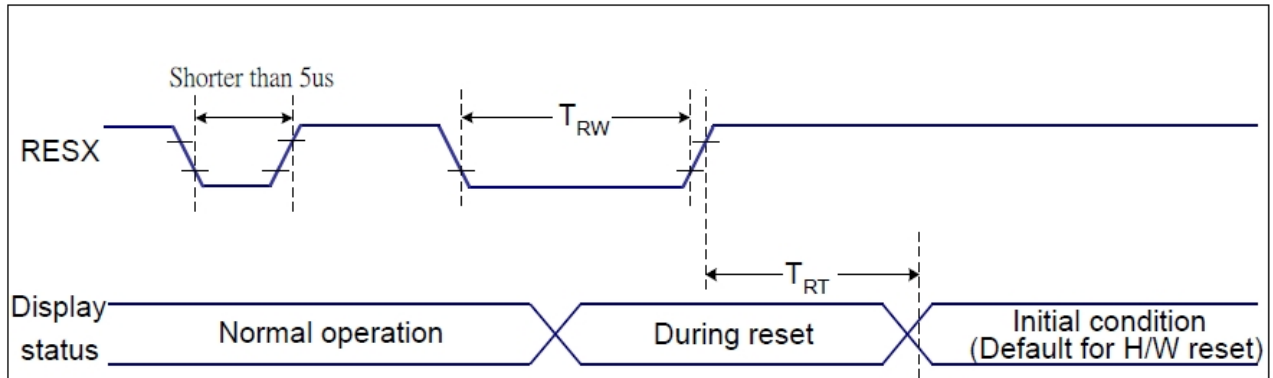 Shorter than 5us
RESX
TRW
TRT
Display
status
Normal operation
During reset
Initial condition
(Default for H/W reset)